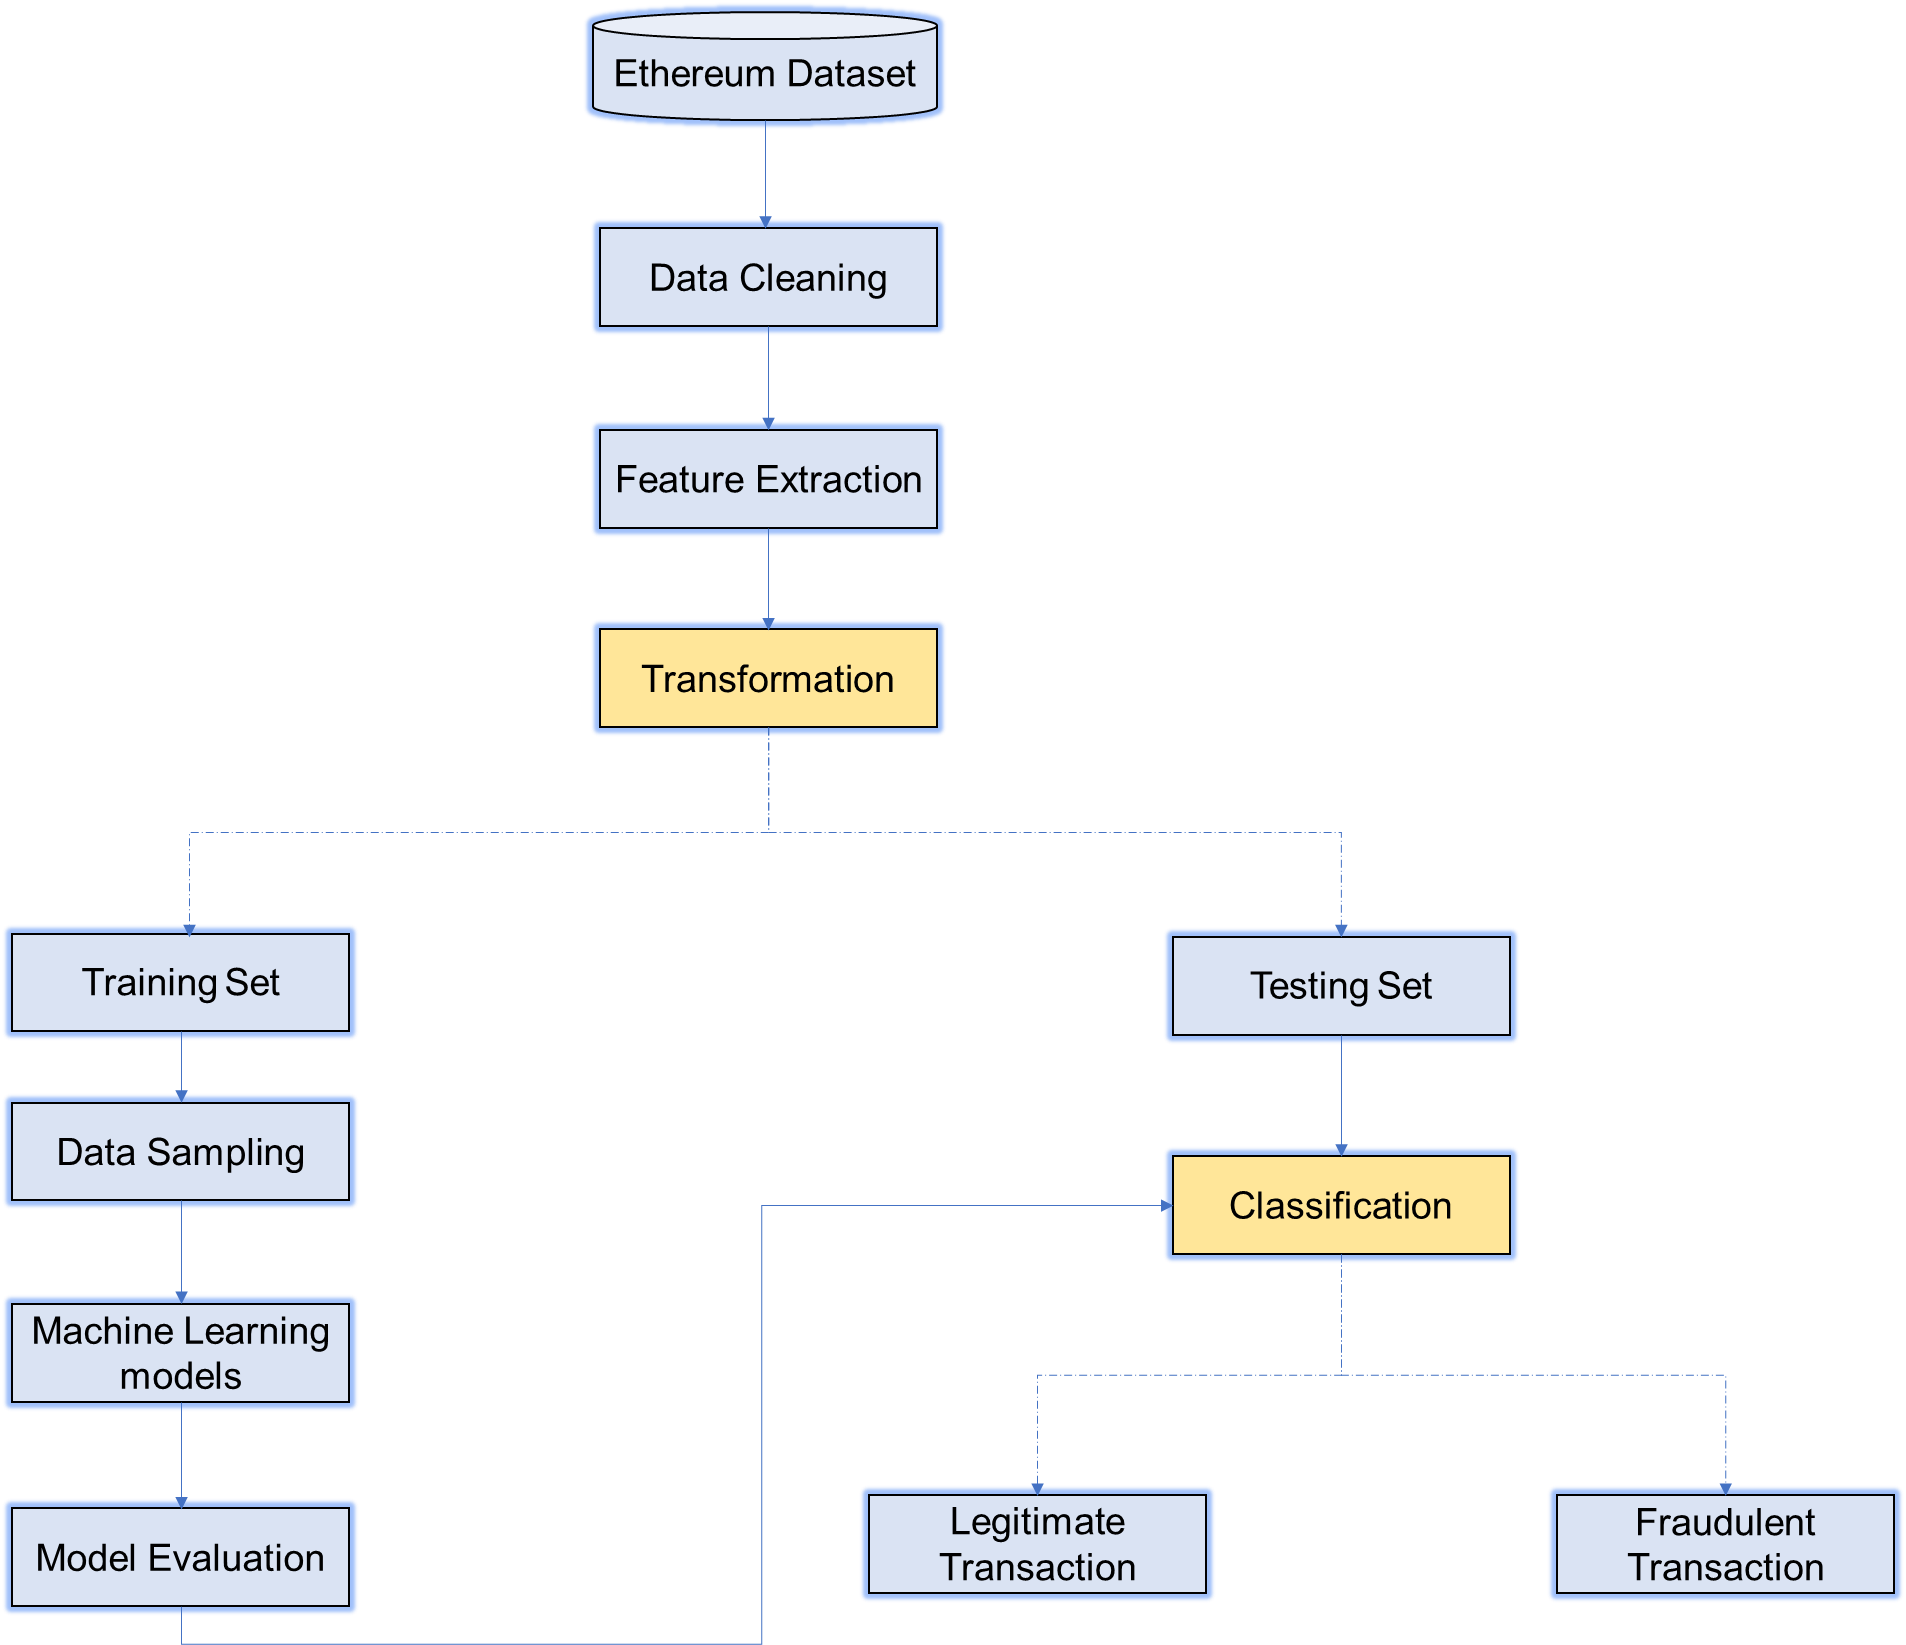 Ethereum Dataset
Data Cleaning
Feature Extraction
Transformation
Training Set
Testing Set
Data Sampling
Classification
Machine Learning
models
Model Evaluation
Legitimate
Transaction
Fraudulent
Transaction